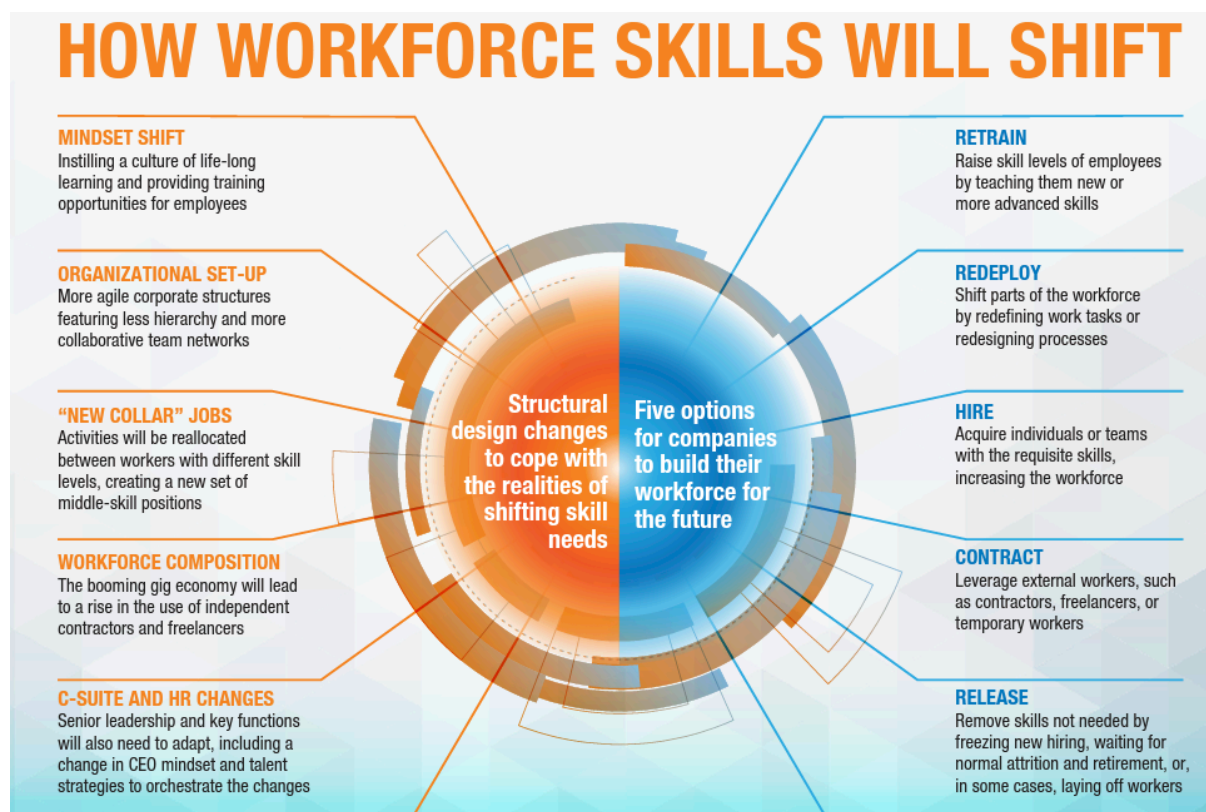 HOW WORKFORCE SKILLS WILL SHIFT
MINDSET SHIFT
Instilling a culture of life-long
learning and providing training
opportunities for employees
ORGANIZATIONAL SET-UP
More agile corporate structures
featuring less hierarchy and more
collaborative team networks
“NEW COLLAR” JOBS
Activities will be reallocated
between workers with different skill
levels, creating a new set of
middle-skill positions
WORKFORCE COMPOSITION
The booming gig economy will lead
to a rise in the use of independent
contractors and freelancers
C-SUITE AND HR CHANGES
Senior leadership and key functions
will also need to adapt, including a
change in CEO mindset and talent
strategies to orchestrate the changes
Structural
design changes
to cope with
the realities of
shifting skill
needs
Five options
for companies
to build their
workforce for
the future
RETRAIN
Raise skill levels of employees
by teaching them new or
more advanced skills
REDEPLOY
Shift parts of the workforce
by redefining work tasks or
redesigning processes
HIRE
Acquire individuals or teams
with the requisite skills,
increasing the workforce
CONTRACT
Leverage external workers, such
as contractors, freelancers, or
temporary workers
RELEASE
Remove skills not needed by
freezing new hiring, waiting for
normal attrition and retirement, or,
in some cases, laying off workers